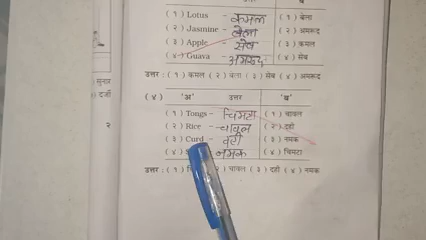 (१) Lotus - कमल (१) बेला
(२) Jasmine - बेला (२) अमरूद
(३) Apple - सेब (३) कमल
(४) Guava - अमरूद (४) सेब
उत्तर : (१) कमल (२) बेला (३) सेब (४) अमरूद
(४) 'अ' उत्तर 'ब'
(१) Tongs - चिमटा (१) चावल
(२) Rice - चावल (२) दही
(३) Curd - दही (३) नमक
(४) नमक (४) चिमटा
उत्तर : (१) (२) चावल (३) दही (४) नमक